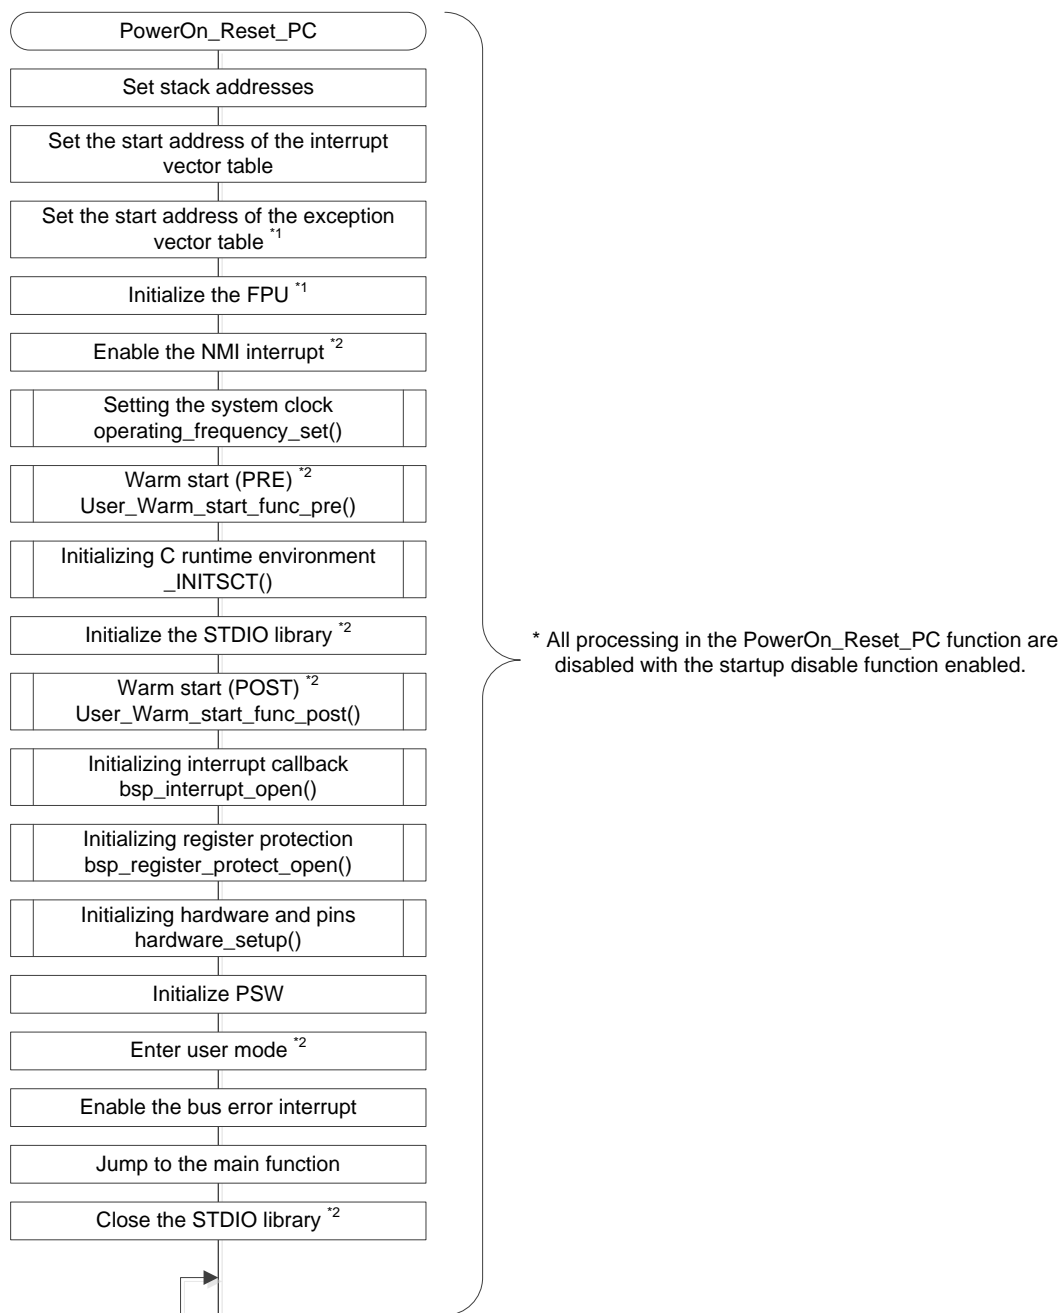 PowerOn_Reset_PC
Set stack addresses
Set the start address of the interrupt
vector table
Set the start address of the exception
vector table *1
Initialize the FPU *1
Enable the NMI interrupt *2
Setting the system clock
operating_frequency_set()
Warm start (PRE) *2
User_Warm_start_func_pre()
Initializing C runtime environment
_INITSCT()
Initialize the STDIO library *2
Warm start (POST) *2
User_Warm_start_func_post()
Initializing interrupt callback
bsp_interrupt_open()
Initializing register protection
bsp_register_protect_open()
Initializing hardware and pins
hardware_setup()
Initialize PSW
Enter user mode *2
Enable the bus error interrupt
Jump to the main function
Close the STDIO library *2
* All processing in the PowerOn_Reset_PC function are
disabled with the startup disable function enabled.